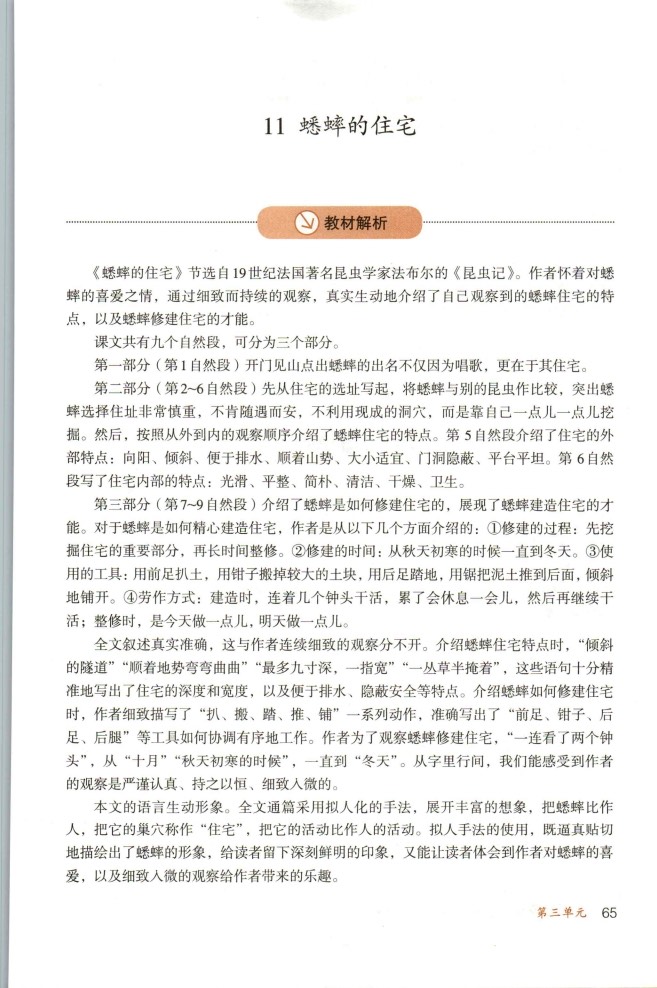 11 蟋蟀的住宅
教材解析
《蟋蟀的住宅》节选自19世纪法国著名昆虫学家法布尔的《昆虫记》。作者怀着对蟋
蟀的喜爱之情，通过细致而持续的观察，真实生动地介绍了自己观察到的蟋蟀住宅的特
点，以及蟋蟀修建住宅的才能。
课文共有九个自然段，可分为三个部分。
第一部分（第1自然段）开门见山点出蟋蟀的出名不仅因为唱歌，更在于其住宅。
第二部分（第2~6自然段）先从住宅的选址写起，将蟋蟀与别的昆虫作比较，突出蟋
蟀选择住址非常慎重，不肯随遇而安，不利用现成的洞穴，而是靠自己一点儿一点儿挖
掘。然后，按照从外到内的观察顺序介绍了蟋蟀住宅的特点。第5自然段介绍了住宅的外
部特点：向阳、倾斜、便于排水、顺着山势、大小适宜、门洞隐蔽、平台平坦。第6自然
段写了住宅内部的特点：光滑、平整、简朴、清洁、干燥、卫生。
第三部分（第7~9自然段）介绍了蟋蟀是如何修建住宅的，展现了蟋蟀建造住宅的才
能。对于蟋蟀是如何精心建造住宅，作者是从以下几个方面介绍的：①修建的过程：先挖
掘住宅的重要部分，再长时间整修。②修建的时间：从秋天初寒的时候一直到冬天。③使
用的工具：用前足扒土，用钳子搬掉较大的土块，用后足踏地，用锯把泥土推到后面，倾斜
地铺开。④劳作方式：建造时，连着几个钟头干活，累了会休息一会儿，然后再继续干
活；整修时，是今天做一点儿，明天做一点儿。
全文叙述真实准确，这与作者连续细致的观察分不开。介绍蟋蟀住宅特点时，“倾斜
的隧道”“顺着地势弯弯曲曲”“最多九寸深，一指宽”“一丛草半掩着”，这些语句十分精
准地写出了住宅的深度和宽度，以及便于排水、隐蔽安全等特点。介绍蟋蟀如何修建住宅
时，作者细致描写了“扒、搬、踏、推、铺”一系列动作，准确写出了“前足、钳子、后
足、后腿”等工具如何协调有序地工作。作者为了观察蟋蟀修建住宅，“一连看了两个钟
头”，从“十月”“秋天初寒的时候”，一直到“冬天”。从字里行间，我们能感受到作者
的观察是严谨认真、持之以恒、细致入微的。
本文的语言生动形象。全文通篇采用拟人化的手法，展开丰富的想象，把蟋蟀比作
人，把它的巢穴称作“住宅”，把它的活动比作人的活动。拟人手法的使用，既逼真贴切
地描绘出了蟋蟀的形象，给读者留下深刻鲜明的印象，又能让读者体会到作者对蟋蟀的喜
爱，以及细致入微的观察给作者带来的乐趣。
第三单元 65